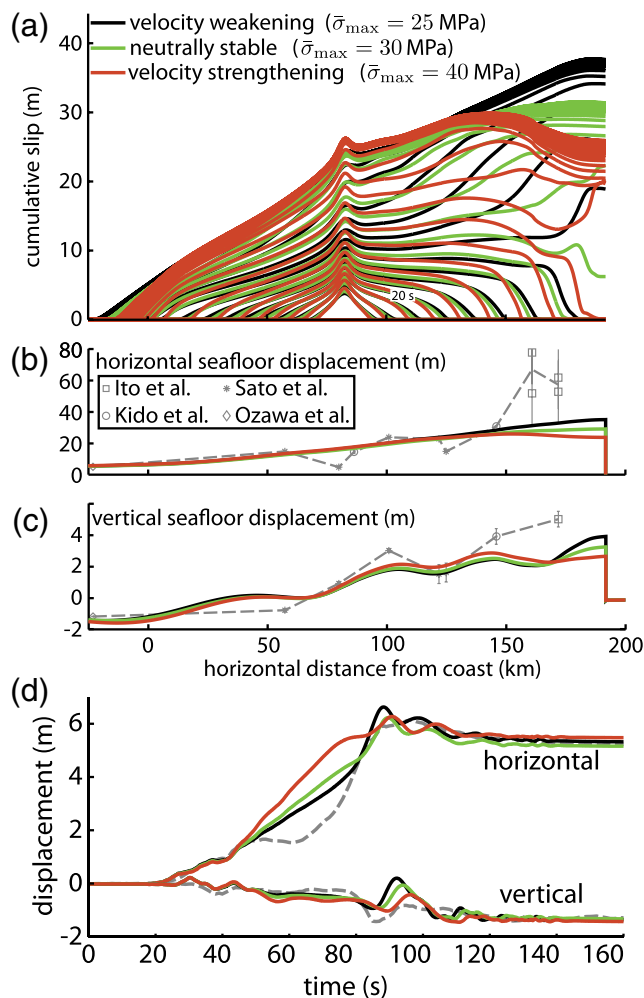 (a)
velocity weakening (σ̄max = 25 MPa)
neutrally stable (σ̄max = 30 MPa)
velocity strengthening (σ̄max = 40 MPa)
cumulative slip (m)
40
30
20
10
0
20 s
(b)
horizontal seafloor displacement (m)
80
60
40
20
0
Ito et al. Sato et al.
Kido et al. Ozawa et al.
(c)
vertical seafloor displacement (m)
4
2
0
-2
0 50 100 150 200
horizontal distance from coast (km)
(d)
displacement (m)
6
4
2
0
-2
horizontal
vertical
0 20 40 60 80 100 120 140 160
time (s)